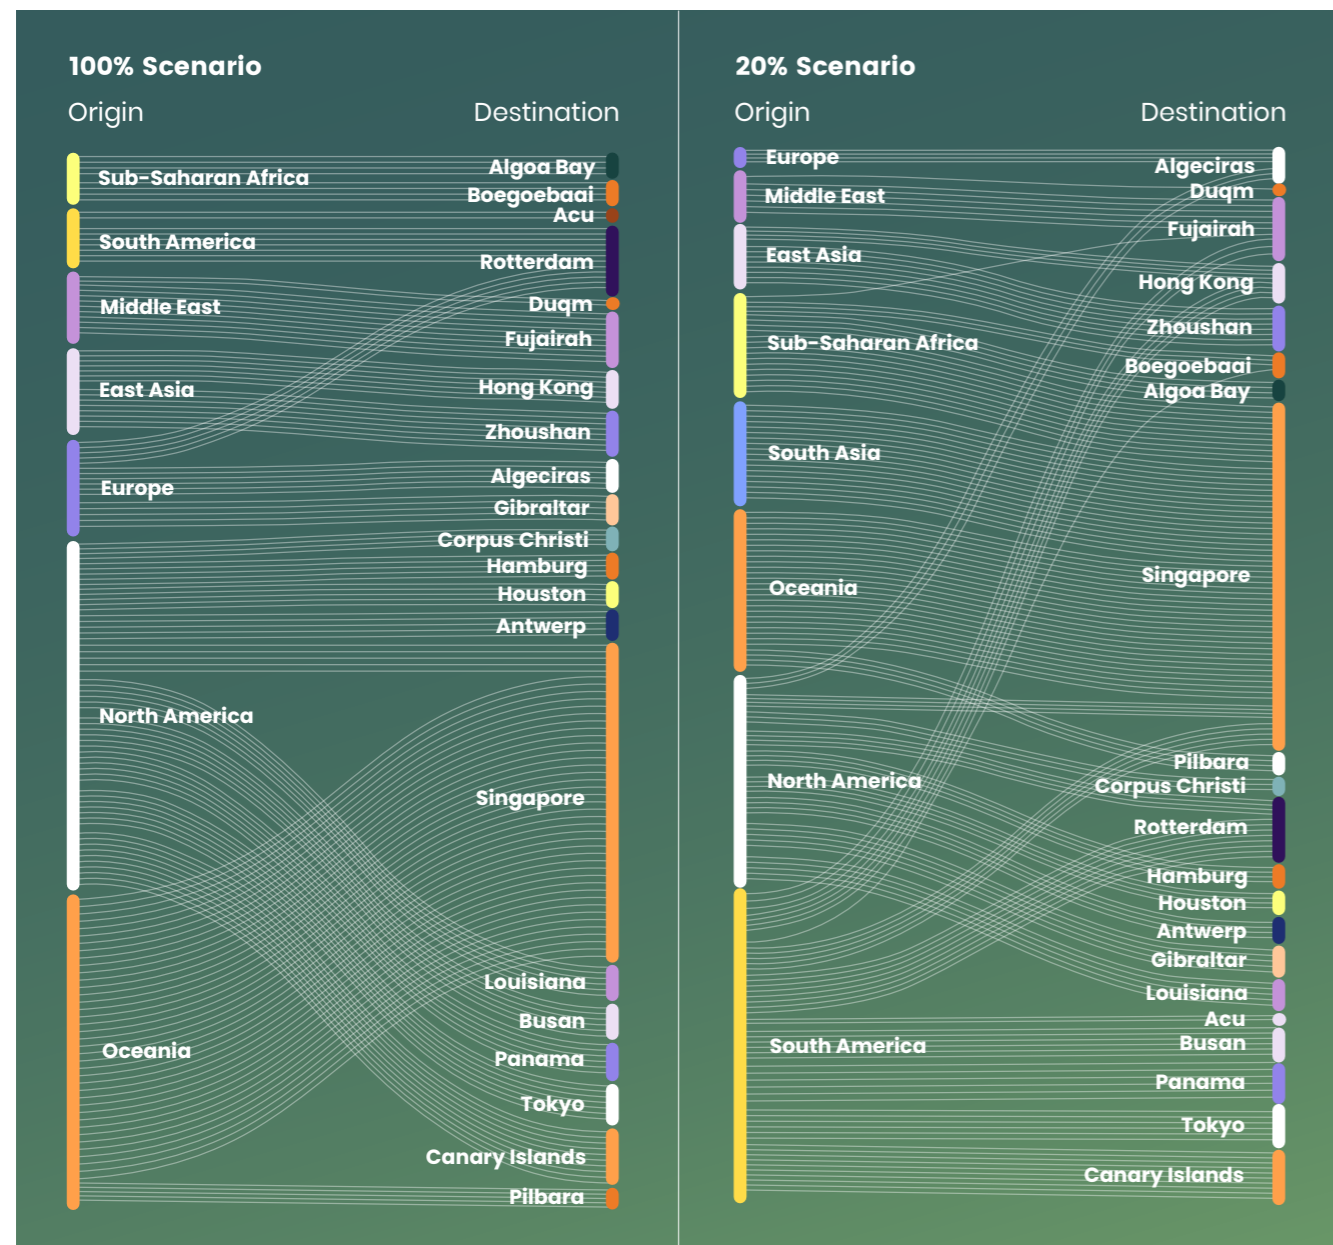 100% Scenario
Origin
Destination
Sub-Saharan Africa
South America
Middle East
East Asia
Europe
North America
Oceania
Algoa Bay
Boegoebaai
Acu
Rotterdam
Duqm
Fujairah
Hong Kong
Zhoushan
Algeciras
Gibraltar
Corpus Christi
Hamburg
Houston
Antwerp
Singapore
Louisiana
Busan
Panama
Tokyo
Canary Islands
Pilbara
20% Scenario
Origin
Destination
Europe
Middle East
East Asia
Sub-Saharan Africa
South Asia
Oceania
North America
South America
Algeciras
Duqm
Fujairah
Hong Kong
Zhoushan
Boegoebaai
Algoa Bay
Singapore
Pilbara
Corpus Christi
Rotterdam
Hamburg
Houston
Antwerp
Gibraltar
Louisiana
Acu
Busan
Panama
Tokyo
Canary Islands